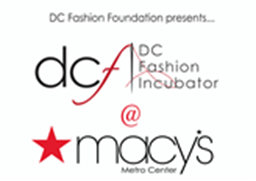 DC Fashion Foundation presents...
dcf DC
Fashion
Incubator
@
macy's
Metro Center